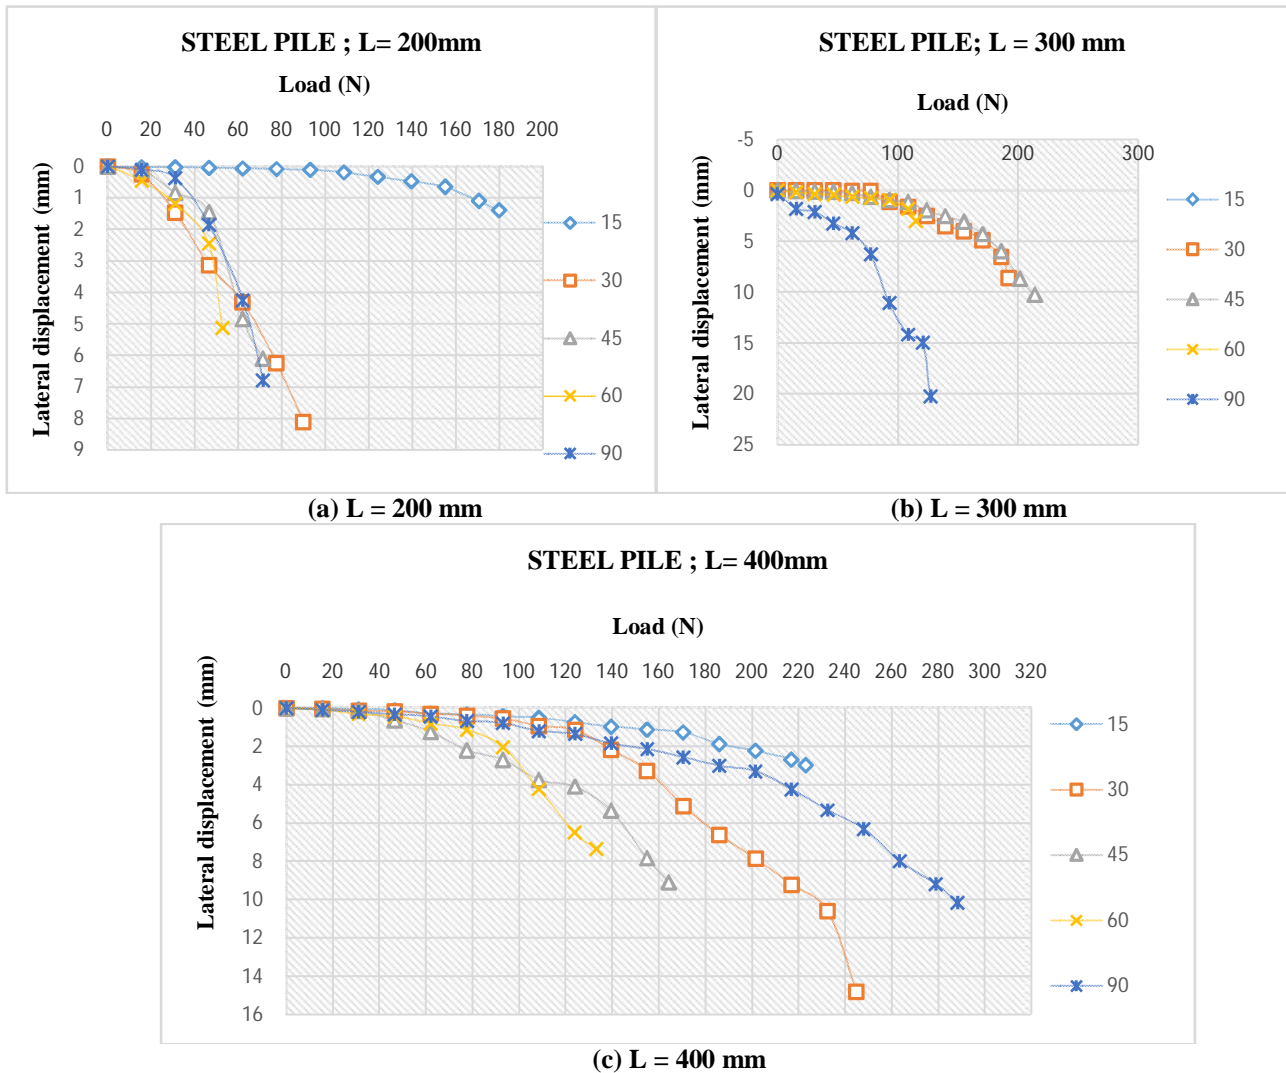 STEEL PILE ; L= 200mm
Load (N)
0 20 40 60 80 100 120 140 160 180 200
Lateral displacement (mm)
0
1
2
3
4
5
6
7
8
9
15
30
45
60
90
(a) L = 200 mm
STEEL PILE; L = 300 mm
Load (N)
0 100 200 300
Lateral displacement (mm)
-5
0
5
10
15
20
25
15
30
45
60
90
(b) L = 300 mm
STEEL PILE ; L= 400mm
Load (N)
0 20 40 60 80 100 120 140 160 180 200 220 240 260 280 300 320
Lateral displacement (mm)
0
2
4
6
8
10
12
14
16
15
30
45
60
90
(c) L = 400 mm